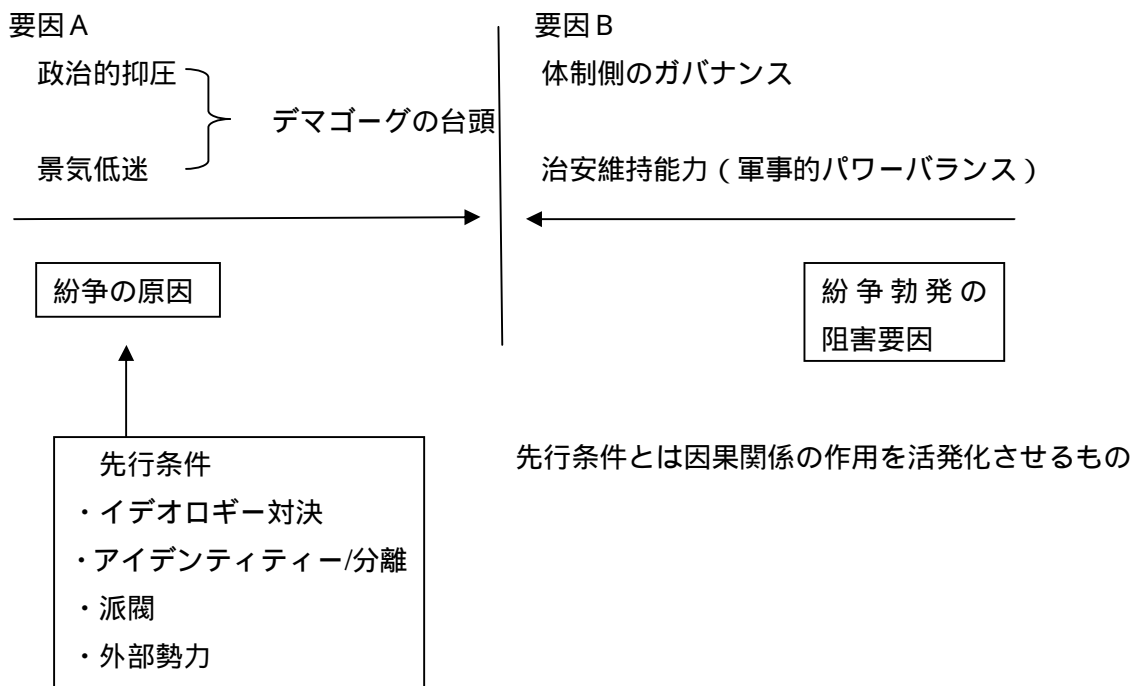 要因A
政治的抑圧
デマゴーグの台頭
景気低迷
要因B
体制側のガバナンス
治安維持能力(軍事的パワーバランス)
紛争の原因
紛争勃発の
阻害要因
先行条件
・イデオロギー対決
・アイデンティティー/分離
・派閥
・外部勢力
先行条件とは因果関係の作用を活発化させるもの